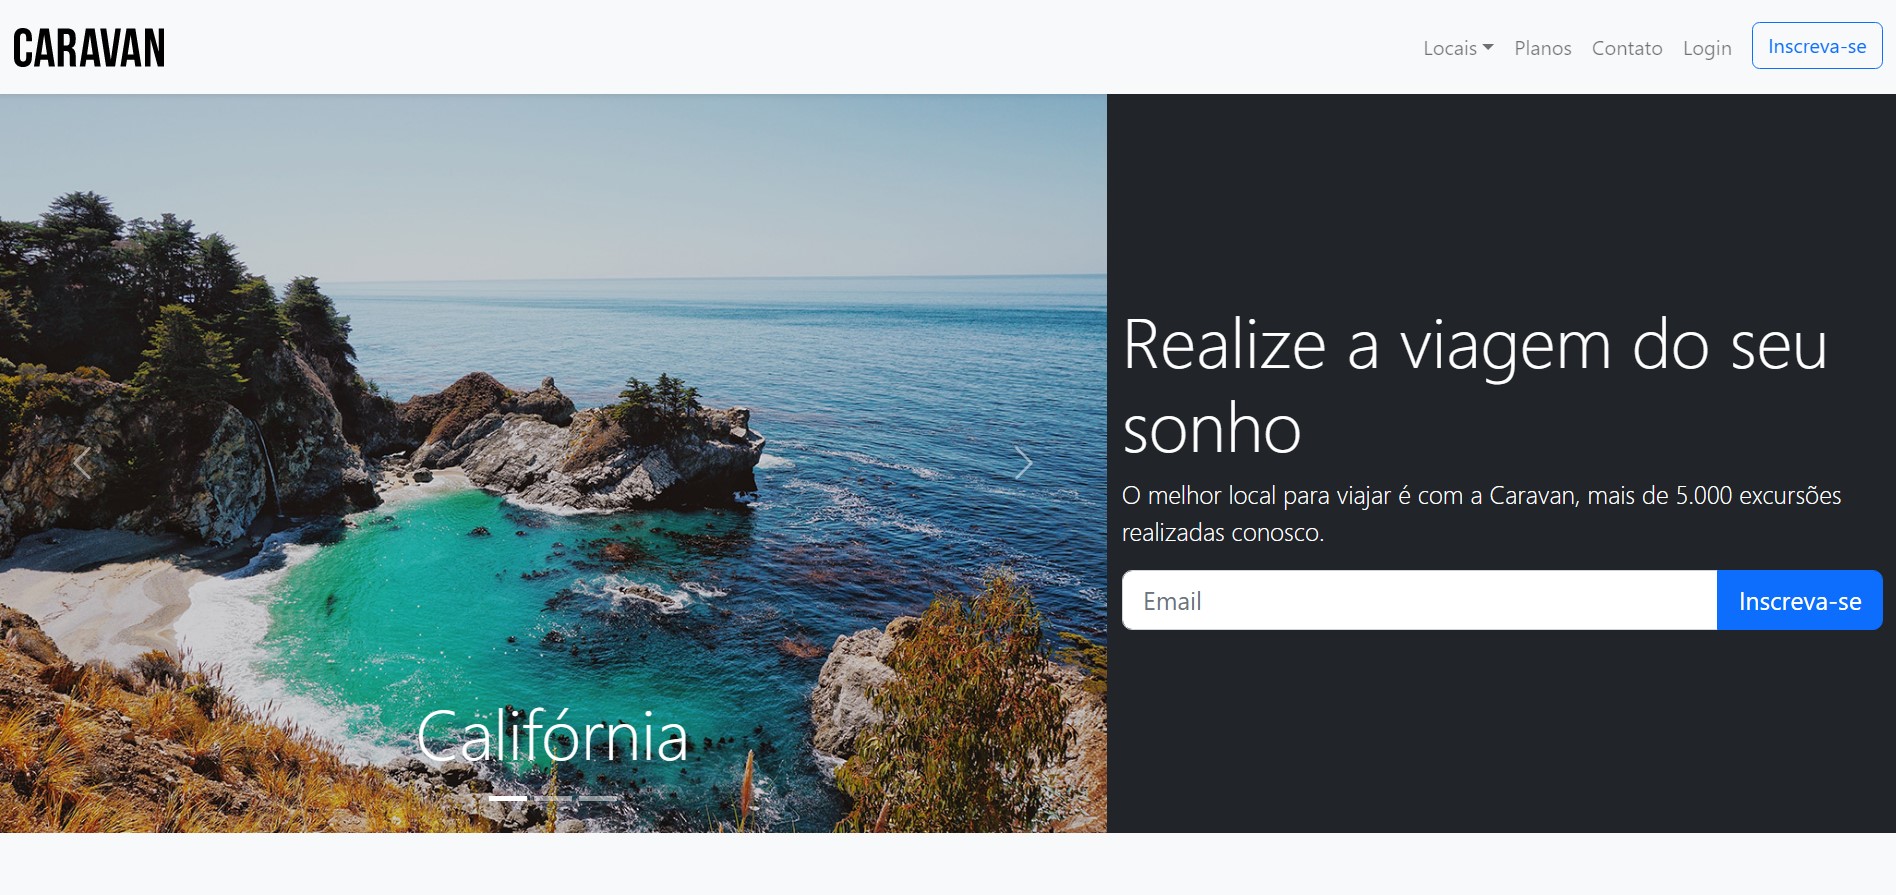 CARAVAN
Locais Planos Contato Login Inscreva-se
Realize a viagem do seu
sonho
O melhor local para viajar é com a Caravan, mais de 5.000 excursões
realizadas conosco.
Email Inscreva-se
Califórnia